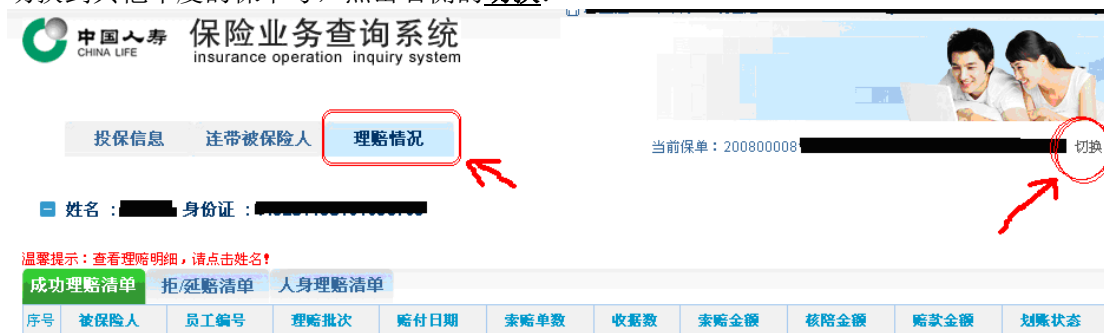 中国人寿 保险业务查询系统
CHINA LIFE insurance operation inquiry system
投保信息 连带被保险人 理赔情况
当前保单：200800008 切换
姓名 ： 身份证 ：
温馨提示：查看理赔明细，请点击姓名！
成功理赔清单 拒/延赔清单 人身理赔清单
序号 被保险人 员工编号 理赔批次 赔付日期 索赔单数 收据数 索赔金额 核陪金额 赔款金额 划账状态